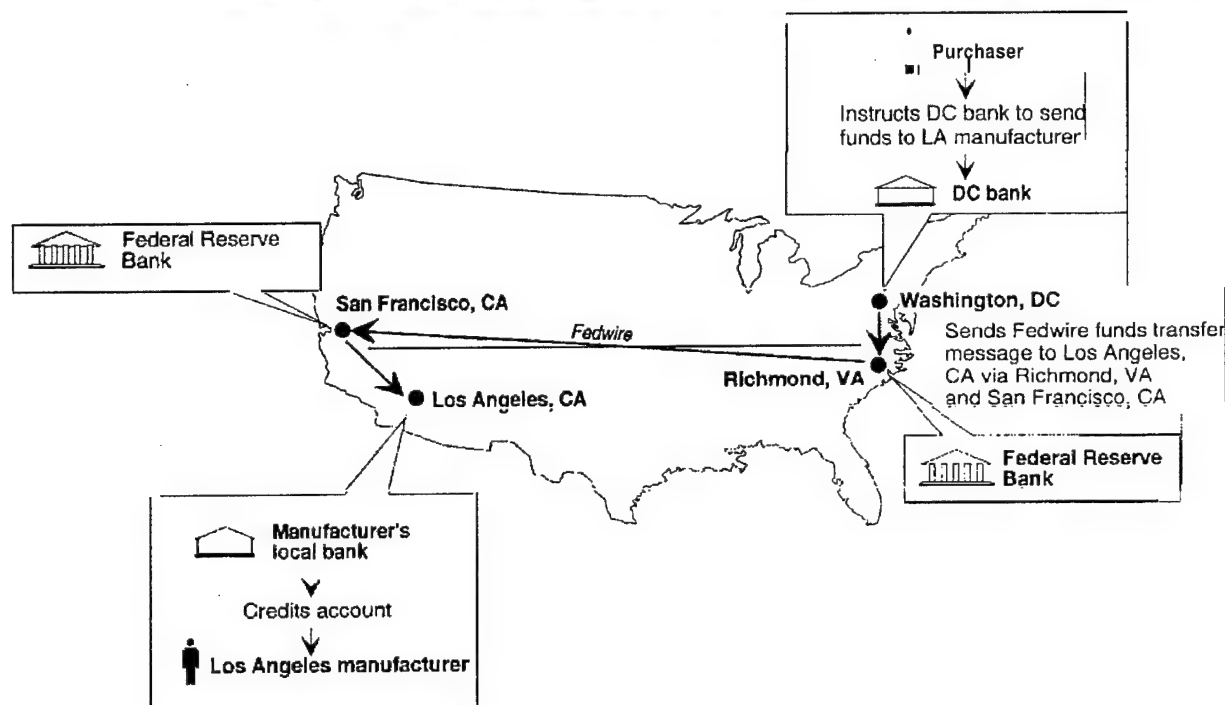 Purchaser
Instructs DC bank to send
funds to LA manufacturer
DC bank
Federal Reserve
Bank
San Francisco, CA
Washington, DC
Fedwire
Sends Fedwire funds transfer
message to Los Angeles,
CA via Richmond, VA
and San Francisco, CA
Richmond, VA
Los Angeles, CA
Federal Reserve
Bank
Manufacturer's
local bank
Credits account
Los Angeles manufacturer